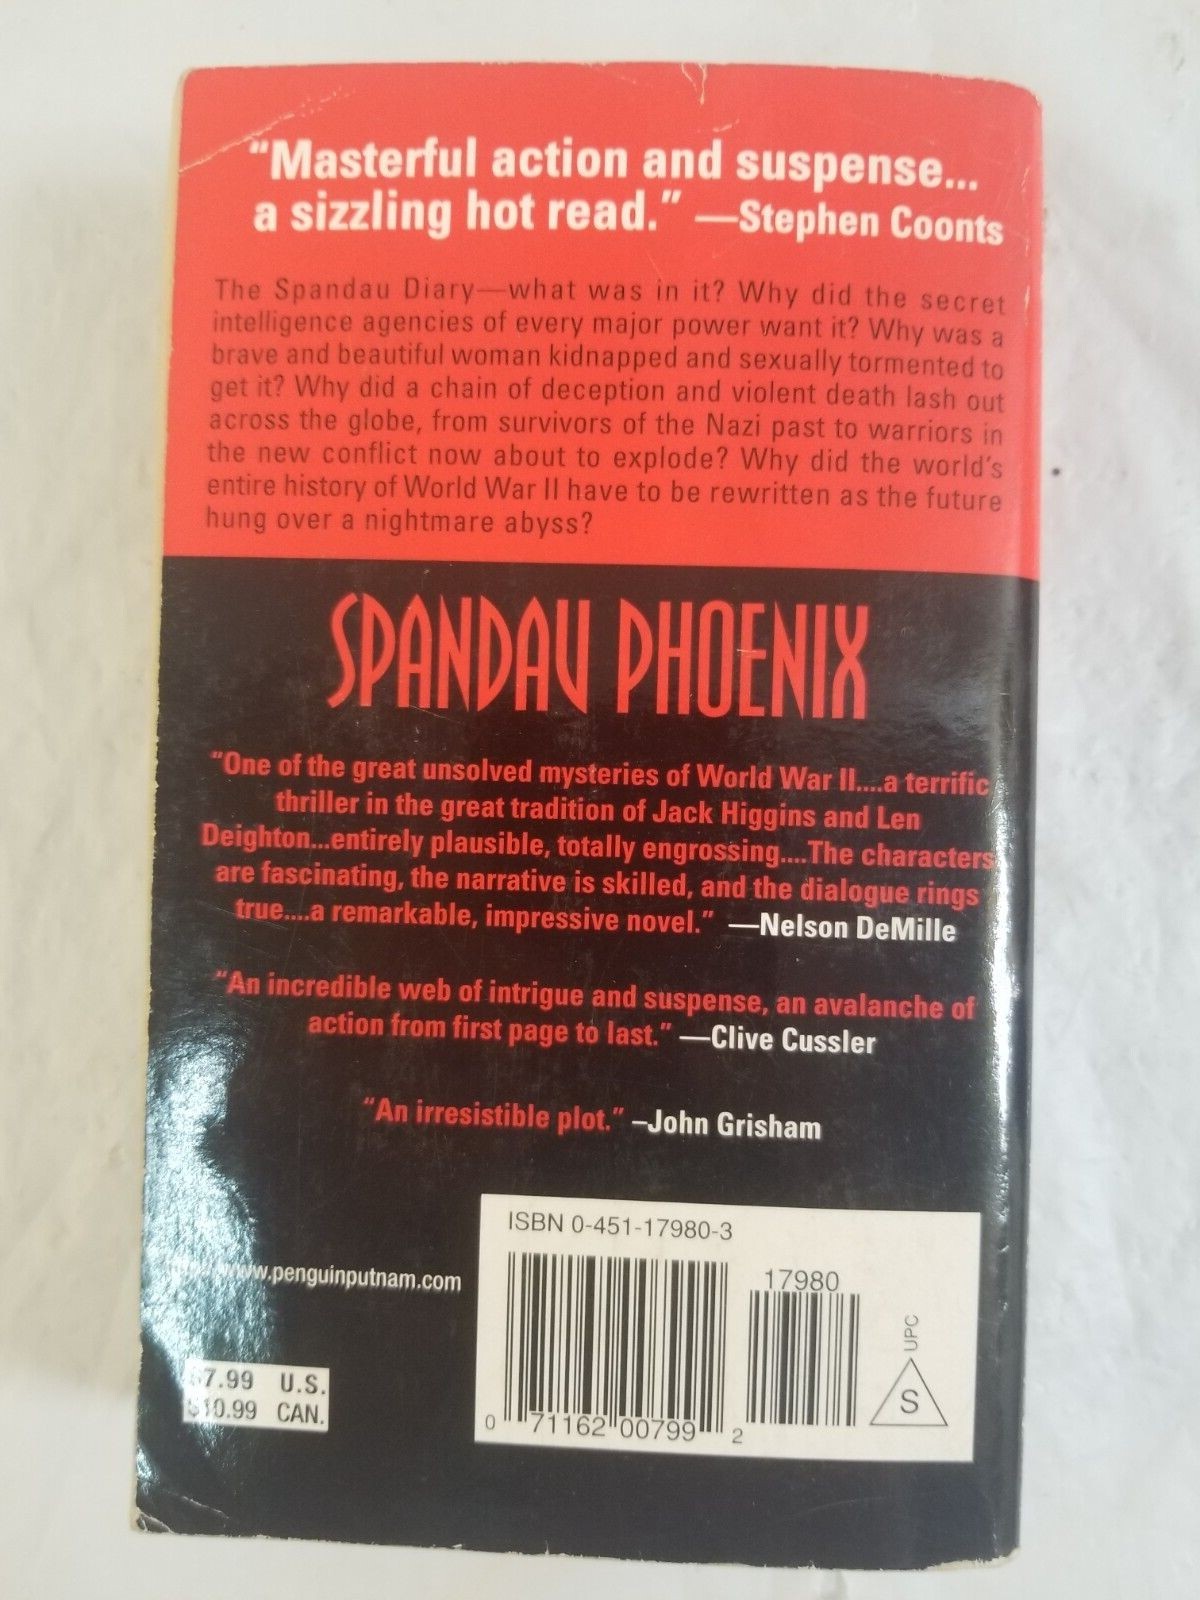 “Masterful action and suspense...
a sizzling hot read.” —Stephen Coonts
The Spandau Diary—what was in it? Why did the secret
intelligence agencies of every major power want it? Why was a
brave and beautiful woman kidnapped and sexually tormented to
get it? Why did a chain of deception and violent death lash out
across the globe, from survivors of the Nazi past to warriors in
the new conflict now about to explode? Why did the world's
entire history of World War II have to be rewritten as the future
hung over a nightmare abyss?
SPANDAU PHOENIX
“One of the great unsolved mysteries of World War II....a terrific
thriller in the great tradition of Jack Higgins and Len
Deighton...entirely plausible, totally engrossing....The characters
are fascinating, the narrative is skilled, and the dialogue rings
true....a remarkable, impressive novel.” —Nelson DeMille
“An incredible web of intrigue and suspense, an avalanche of
action from first page to last.” —Clive Cussler
“An irresistible plot.” –John Grisham
ISBN 0-451-17980-3
17980
www.penguinputnam.com
UPC
S
$7.99 U.S.
$10.99 CAN.
0 71162 00799 2